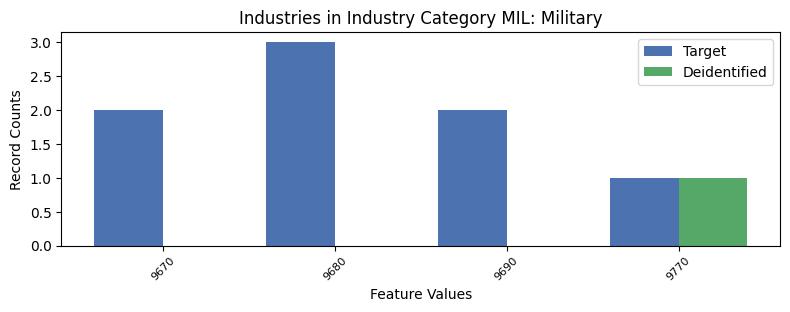 Industries in Industry Category MIL: Military
Target
Deidentified
Record Counts
3.0
2.5
2.0
1.5
1.0
0.5
0.0
9670
9680
9690
9770
Feature Values